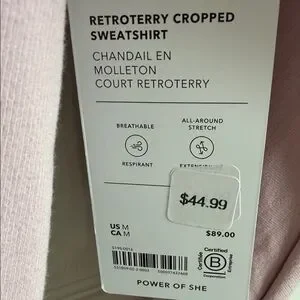 RETROTERRY CROPPED
SWEATSHIRT
CHANDAIL EN
MOLLETON
COURT RETROTERRY
BREATHABLE
ALL-AROUND
STRETCH
RESPIRANT
$44.99
US M
CA M
$89.00
Certified
B
Corporation
POWER OF SHE